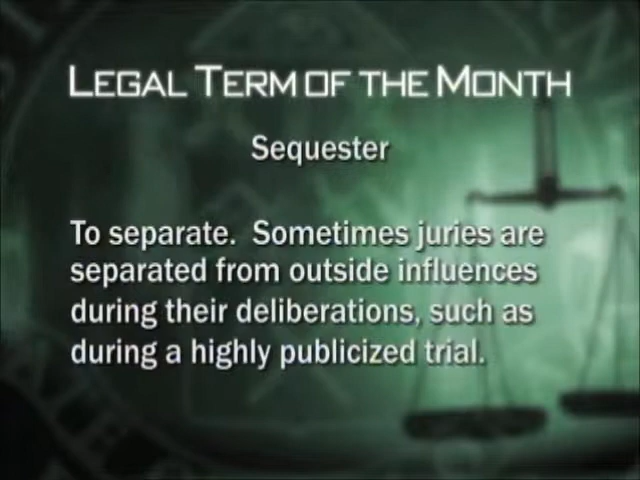 LEGAL TERM OF THE MONTH
Sequester
To separate.  Sometimes juries are
separated from outside influences
during their deliberations, such as
during a highly publicized trial.